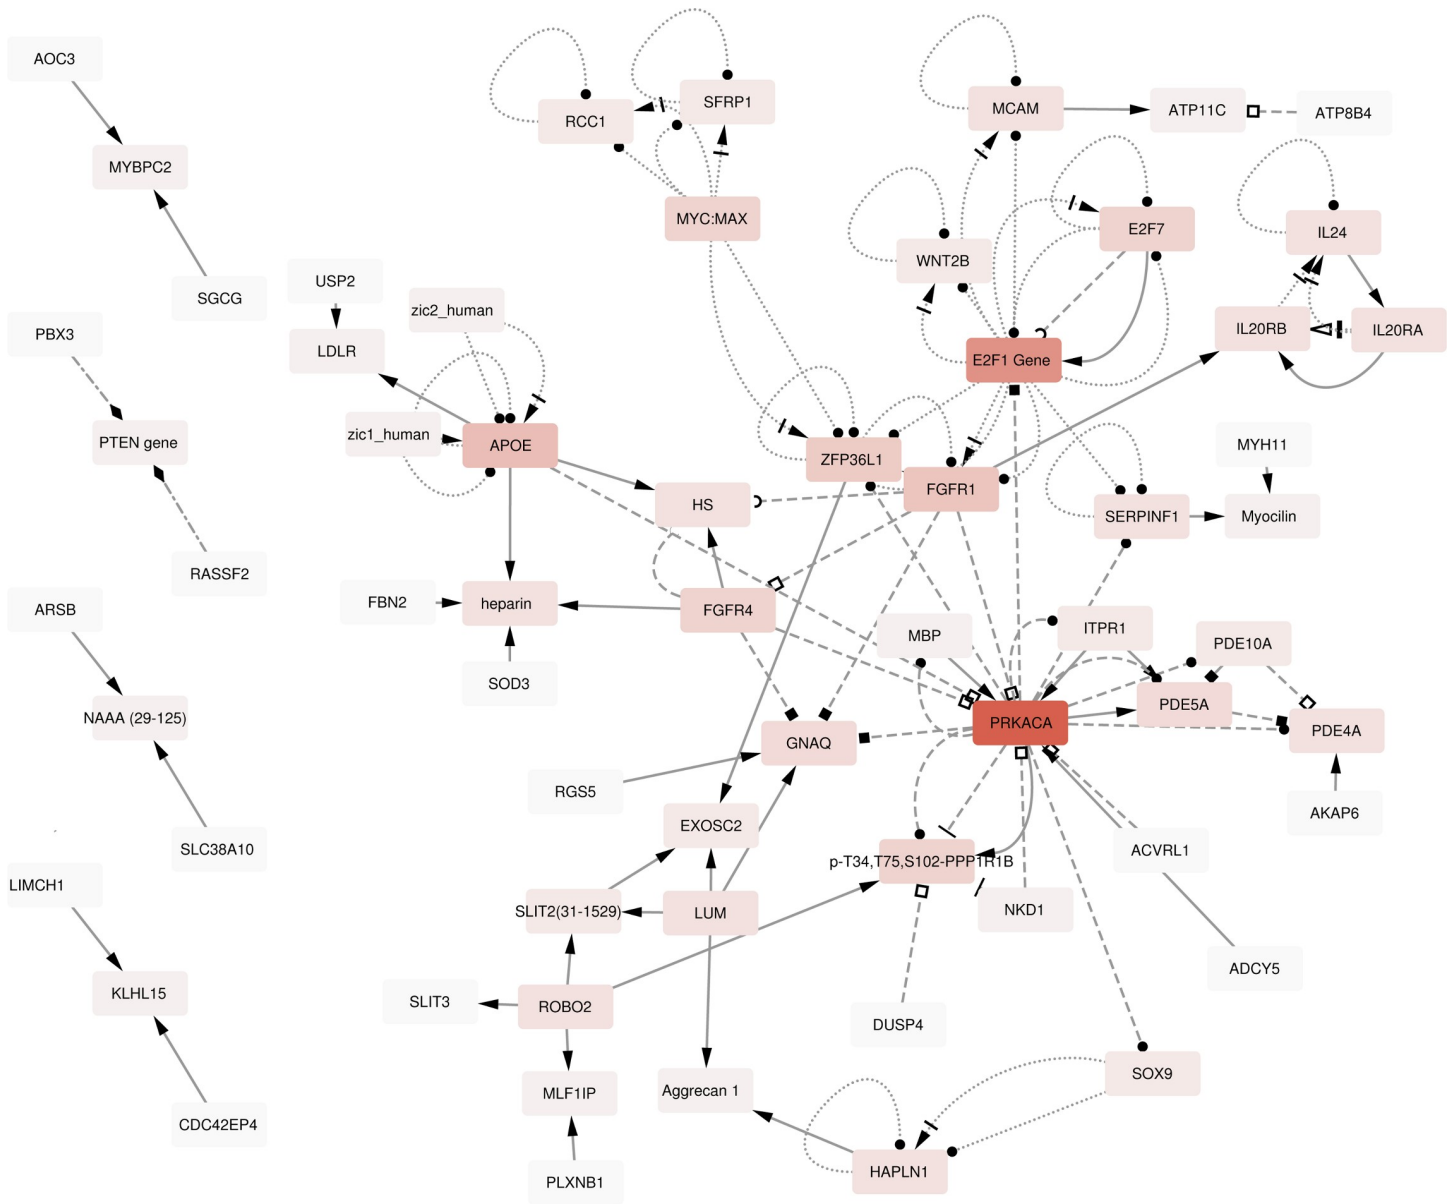 AOC3
MYBPC2
SGCG
PBX3
PTEN gene
RASSF2
ARSB
NAAA (29-125)
SLC38A10
LIMCH1
KLHL15
CDC42EP4
RCC1
SFRP1
MYC:MAX
MCAM
ATP11C
ATP8B4
WNT2B
E2F7
IL24
IL20RB
IL20RA
E2F1 Gene
USP2
LDLR
zic2_human
zic1_human
APOE
ZFP36L1
FGFR1
HS
SERPINF1
Myocilin
MYH11
FBN2
heparin
SOD3
FGFR4
MBP
ITPR1
PDE10A
PRKACA
PDE5A
PDE4A
AKAP6
GNAQ
RGS5
EXOSC2
p-T34,T75,S102-PPP1R1B
ACVRL1
SLIT2(31-1529)
LUM
NKD1
ADCY5
SLIT3
ROBO2
DUSP4
MLF1IP
Aggrecan 1
SOX9
HAPLN1
PLXNB1